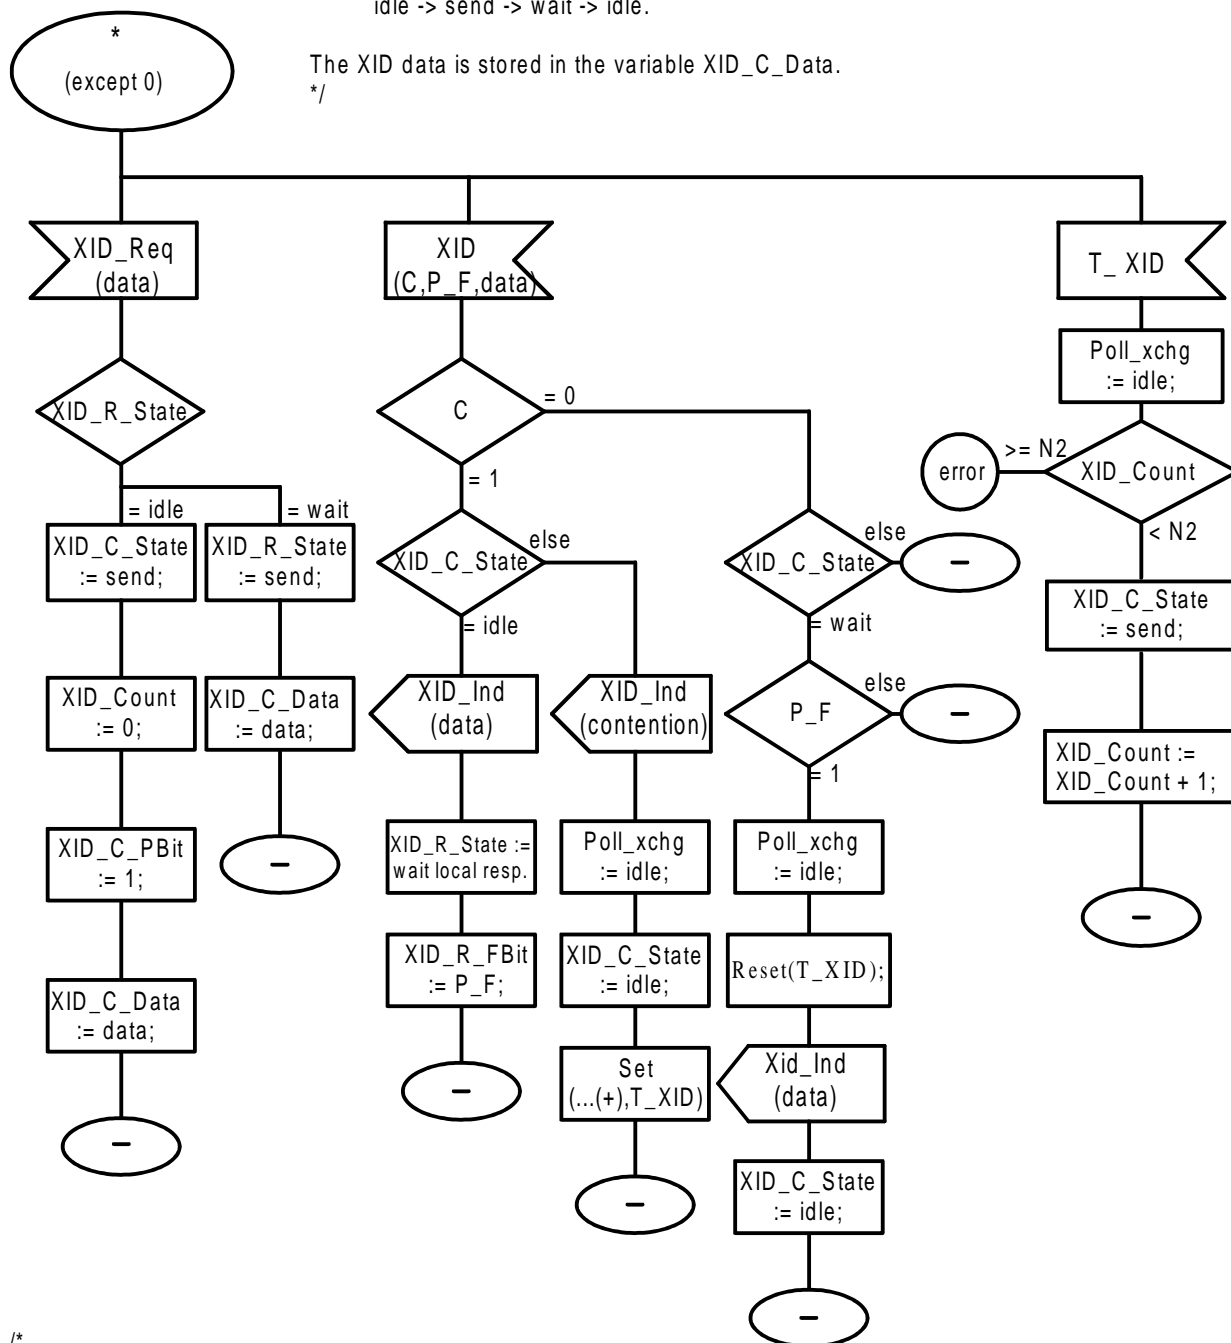 idle -> send -> wait -> idle.
The XID data is stored in the variable XID_C_Data.
*/
*
(except 0)
XID_Req
(data)
XID_R_State
= idle
= wait
XID_C_State
:= send;
XID_R_State
:= send;
XID_Count
:= 0;
XID_C_Data
:= data;
XID_C_PBit
:= 1;
–
XID_C_Data
:= data;
–
XID
(C,P_F,data)
C
= 0
= 1
XID_C_State
else
= idle
XID_Ind
(data)
XID_R_State :=
wait local resp.
XID_R_FBit
:= P_F;
–
XID_Ind
(contention)
Poll_xchg
:= idle;
XID_C_State
:= idle;
Set
(...(+),T_XID)
–
XID_C_State
else
–
= wait
P_F
else
–
= 1
Poll_xchg
:= idle;
Reset(T_XID);
Xid_Ind
(data)
XID_C_State
:= idle;
–
T_ XID
Poll_xchg
:= idle;
XID_Count
>= N2
error
< N2
XID_C_State
:= send;
XID_Count :=
XID_Count + 1;
–
/*